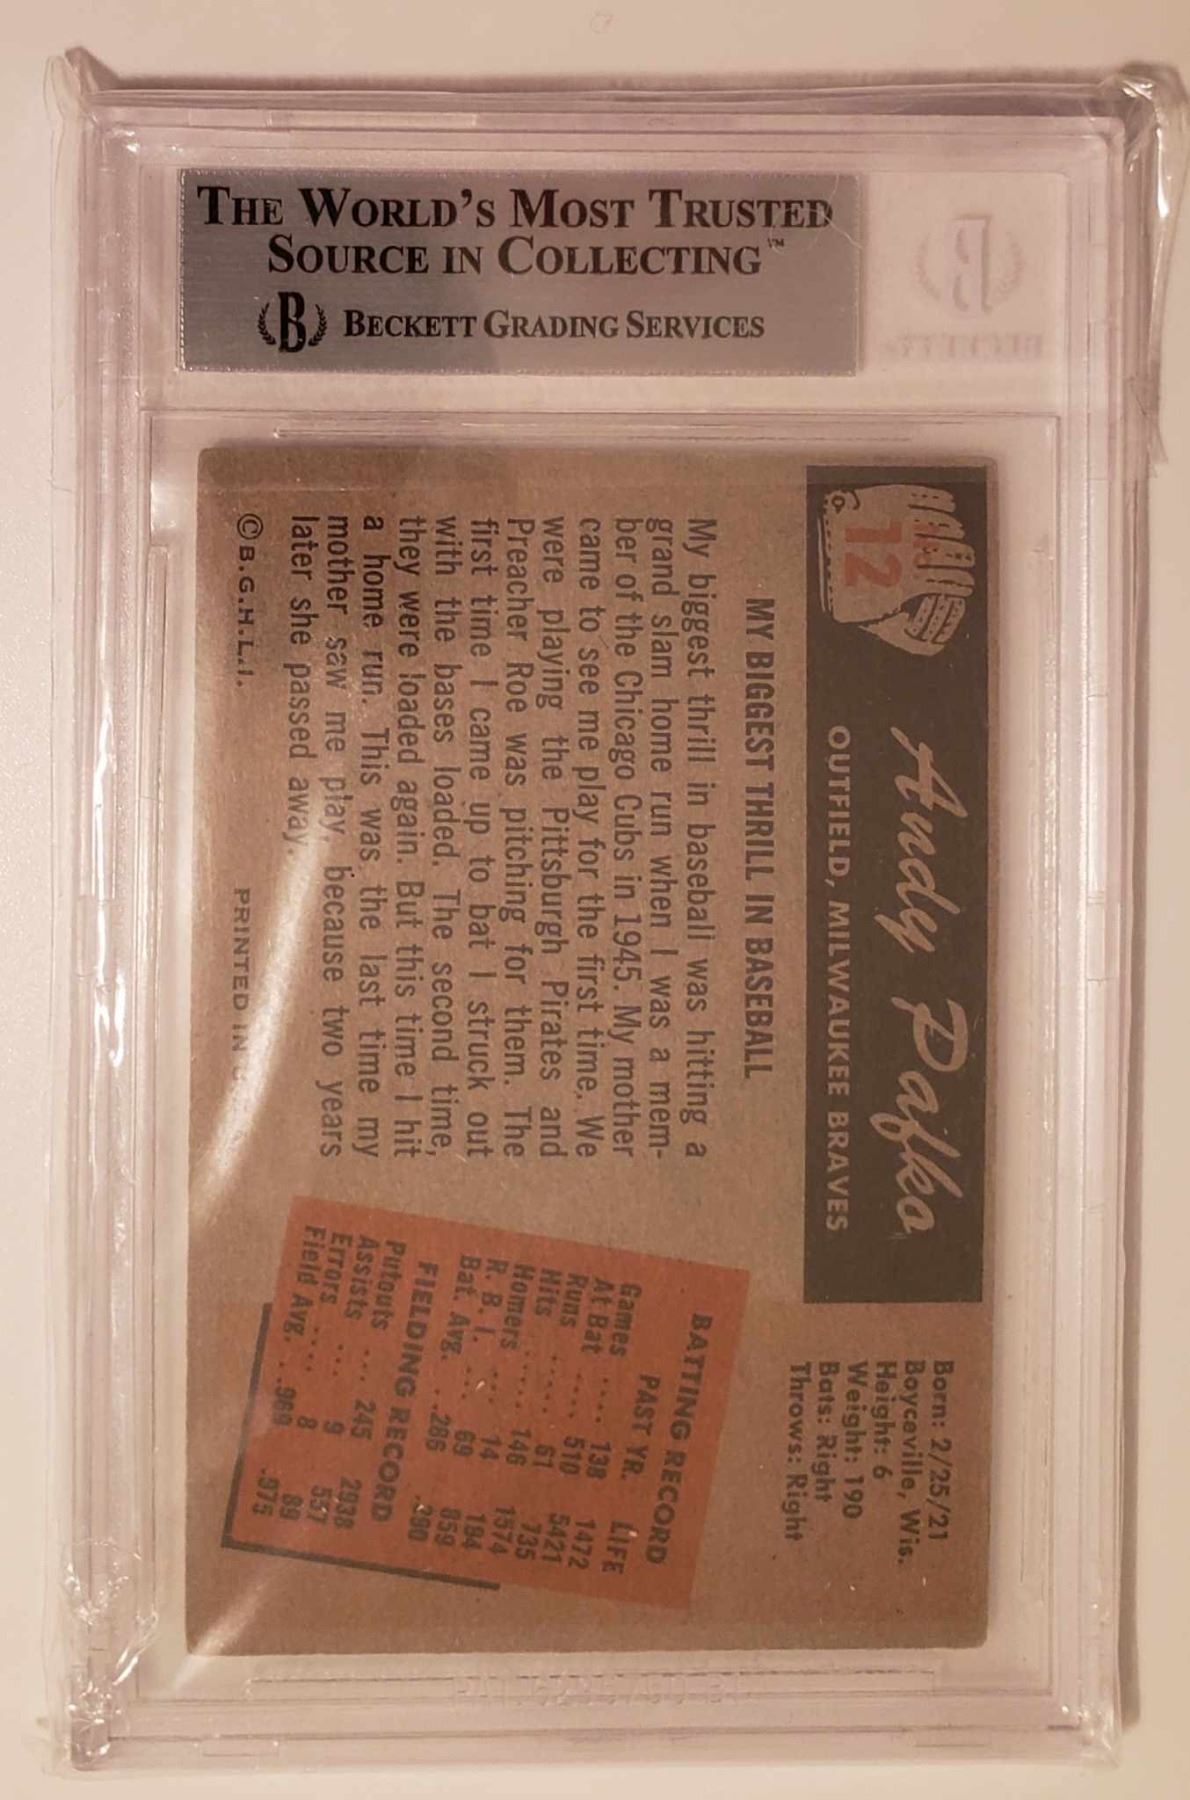 THE WORLD'S MOST TRUSTED
SOURCE IN COLLECTING™
B BECKETT GRADING SERVICES
BECKETT
12
Andy Pafko
OUTFIELD, MILWAUKEE BRAVES
Born: 2/25/21
Boyceville, Wis.
Height: 6
Weight: 190
Bats: Right
Throws: Right
MY BIGGEST THRILL IN BASEBALL
My biggest thrill in baseball was hitting a
grand slam home run when I was a mem-
ber of the Chicago Cubs in 1945. My mother
came to see me play for the first time. We
were playing the Pittsburgh Pirates and
Preacher Roe was pitching for them. The
first time I came up to bat I struck out
with the bases loaded. The second time,
they were loaded again. But this time I hit
a home run. This was the last time my
mother saw me play, because two years
later she passed away.
BATTING RECORD
PAST YR. LIFE
Games .... 138 1472
At Bat .... 510 5421
Runs .... 61 735
Hits ..... 146 1574
Homers ... 14 184
R. B. I. .... 69 859
Bat. Avg. .. .286 .290
FIELDING RECORD
Putouts ... 245 2938
Assists ... 9
Errors .... 8 89
Field Avg. .. .969 .975
© B.G.H.L.I.
PRINTED IN